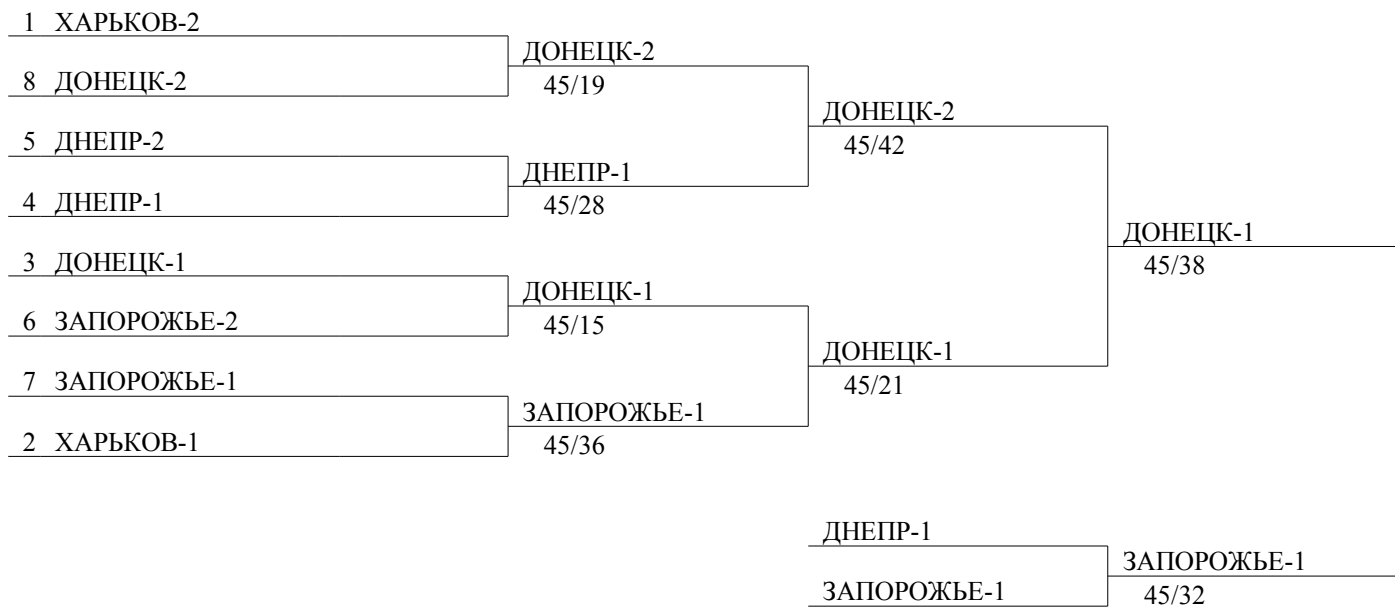 1 ХАРЬКОВ-2
8 ДОНЕЦК-2
5 ДНЕПР-2
4 ДНЕПР-1
3 ДОНЕЦК-1
6 ЗАПОРОЖЬЕ-2
7 ЗАПОРОЖЬЕ-1
2 ХАРЬКОВ-1
ДОНЕЦК-2
45/19
ДНЕПР-1
45/28
ДОНЕЦК-1
45/15
ЗАПОРОЖЬЕ-1
45/36
ДОНЕЦК-2
45/42
ДОНЕЦК-1
45/21
ДОНЕЦК-1
45/38
ДНЕПР-1
ЗАПОРОЖЬЕ-1
ЗАПОРОЖЬЕ-1
45/32